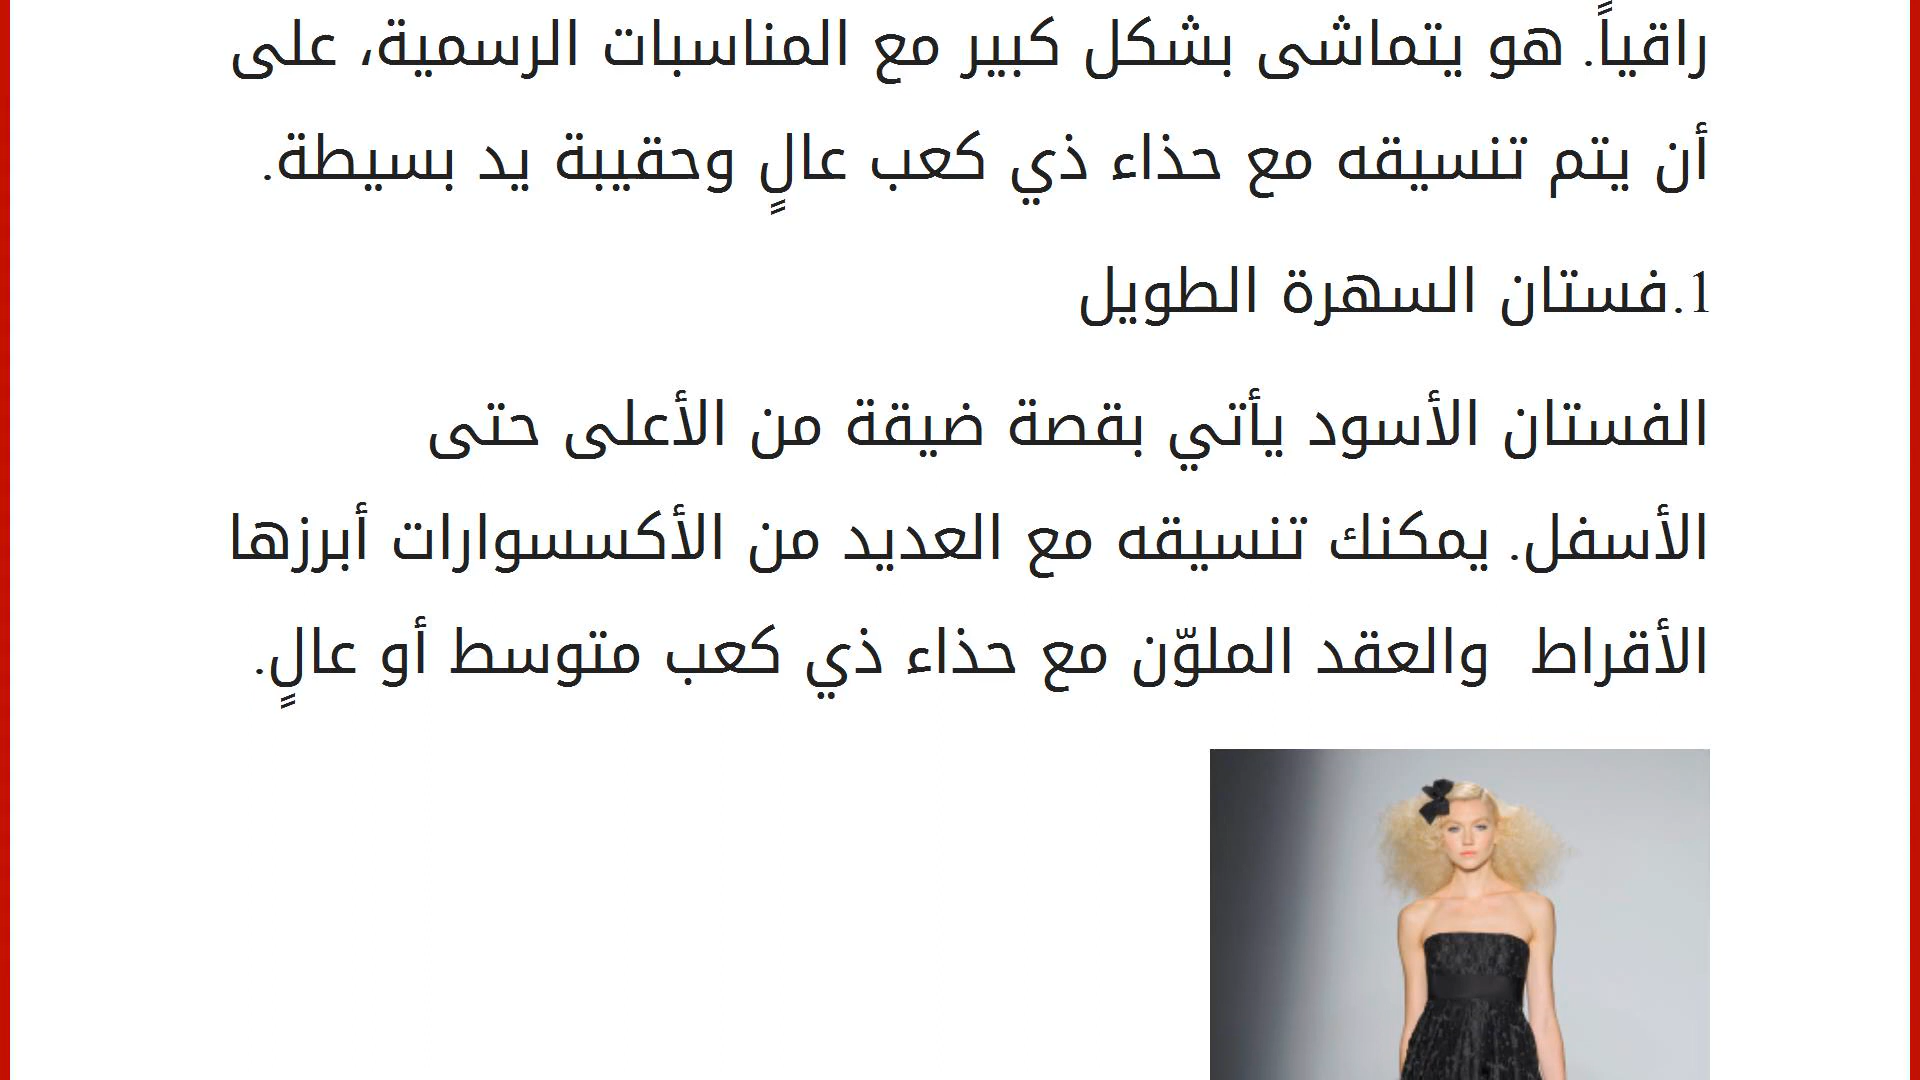 راقياً. هو يتماشى بشكل كبير مع المناسبات الرسمية، على
أن يتم تنسيقه مع حذاء ذي كعب عالٍ وحقيبة يد بسيطة.
1.فستان السهرة الطويل
الفستان الأسود يأتي بقصة ضيقة من الأعلى حتى
الأسفل. يمكنك تنسيقه مع العديد من الأكسسوارات أبرزها
الأقراط  والعقد الملوّن مع حذاء ذي كعب متوسط أو عالٍ.